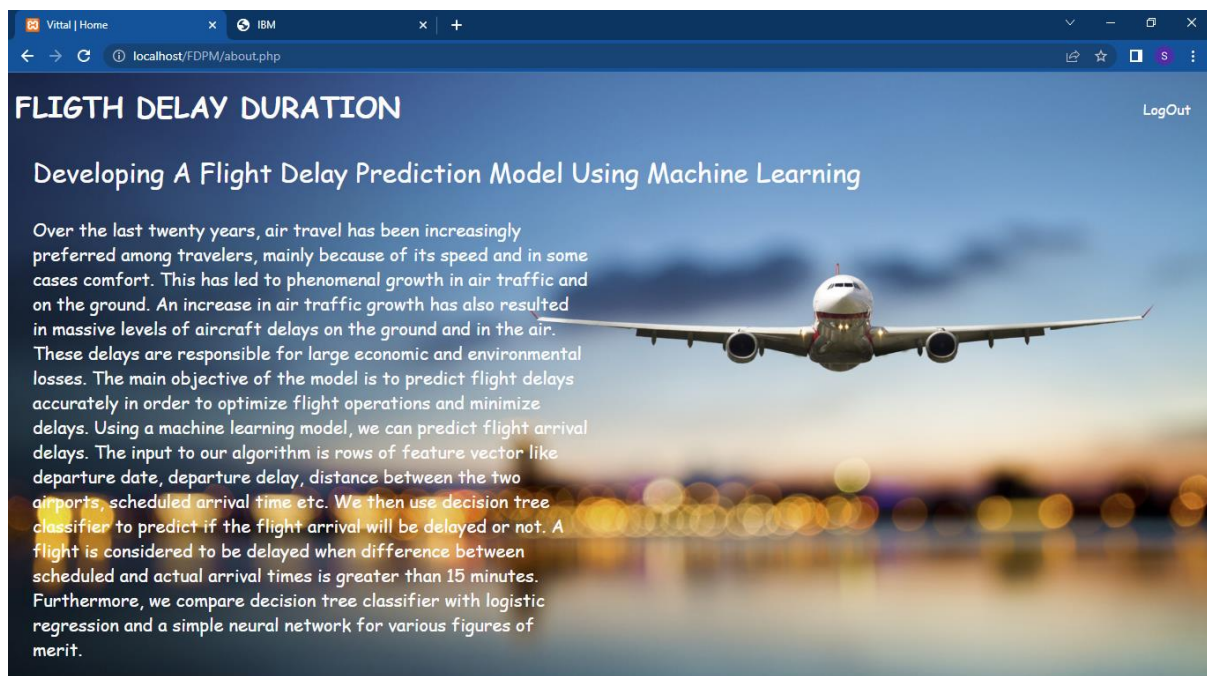 Vittal | Home
IBM
localhost/FDPM/about.php
S
FLIGTH DELAY DURATION
LogOut
Developing A Flight Delay Prediction Model Using Machine Learning
Over the last twenty years, air travel has been increasingly
preferred among travelers, mainly because of its speed and in some
cases comfort. This has led to phenomenal growth in air traffic and
on the ground. An increase in air traffic growth has also resulted
in massive levels of aircraft delays on the ground and in the air.
These delays are responsible for large economic and environmental
losses. The main objective of the model is to predict flight delays
accurately in order to optimize flight operations and minimize
delays. Using a machine learning model, we can predict flight arrival
delays. The input to our algorithm is rows of feature vector like
departure date, departure delay, distance between the two
airports, scheduled arrival time etc. We then use decision tree
classifier to predict if the flight arrival will be delayed or not. A
flight is considered to be delayed when difference between
scheduled and actual arrival times is greater than 15 minutes.
Furthermore, we compare decision tree classifier with logistic
regression and a simple neural network for various figures of
merit.